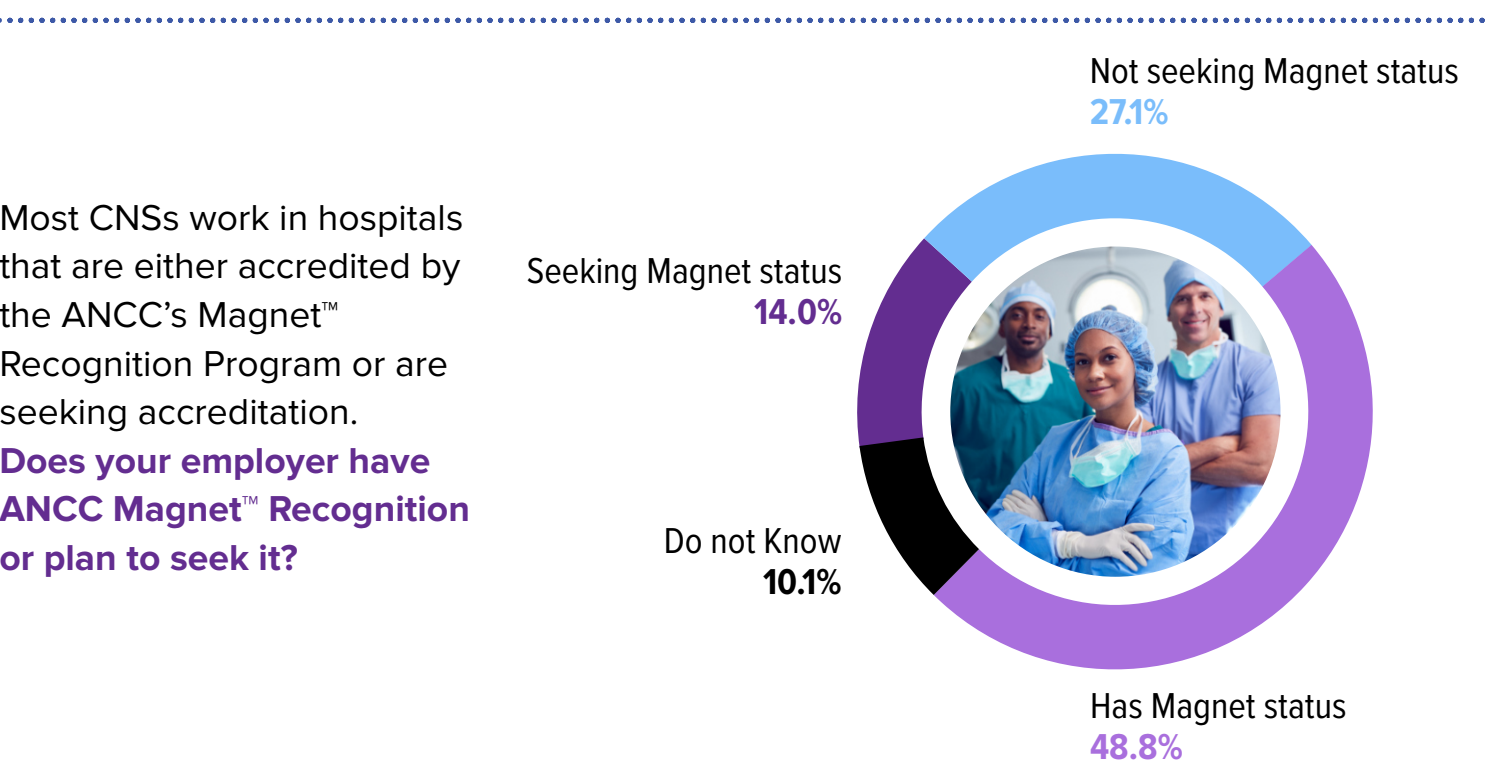 Most CNSs work in hospitals
that are either accredited by
the ANCC’s Magnet™
Recognition Program or are
seeking accreditation.
Does your employer have
ANCC Magnet™ Recognition
or plan to seek it?
Not seeking Magnet status
27.1%
Seeking Magnet status
14.0%
Do not Know
10.1%
Has Magnet status
48.8%